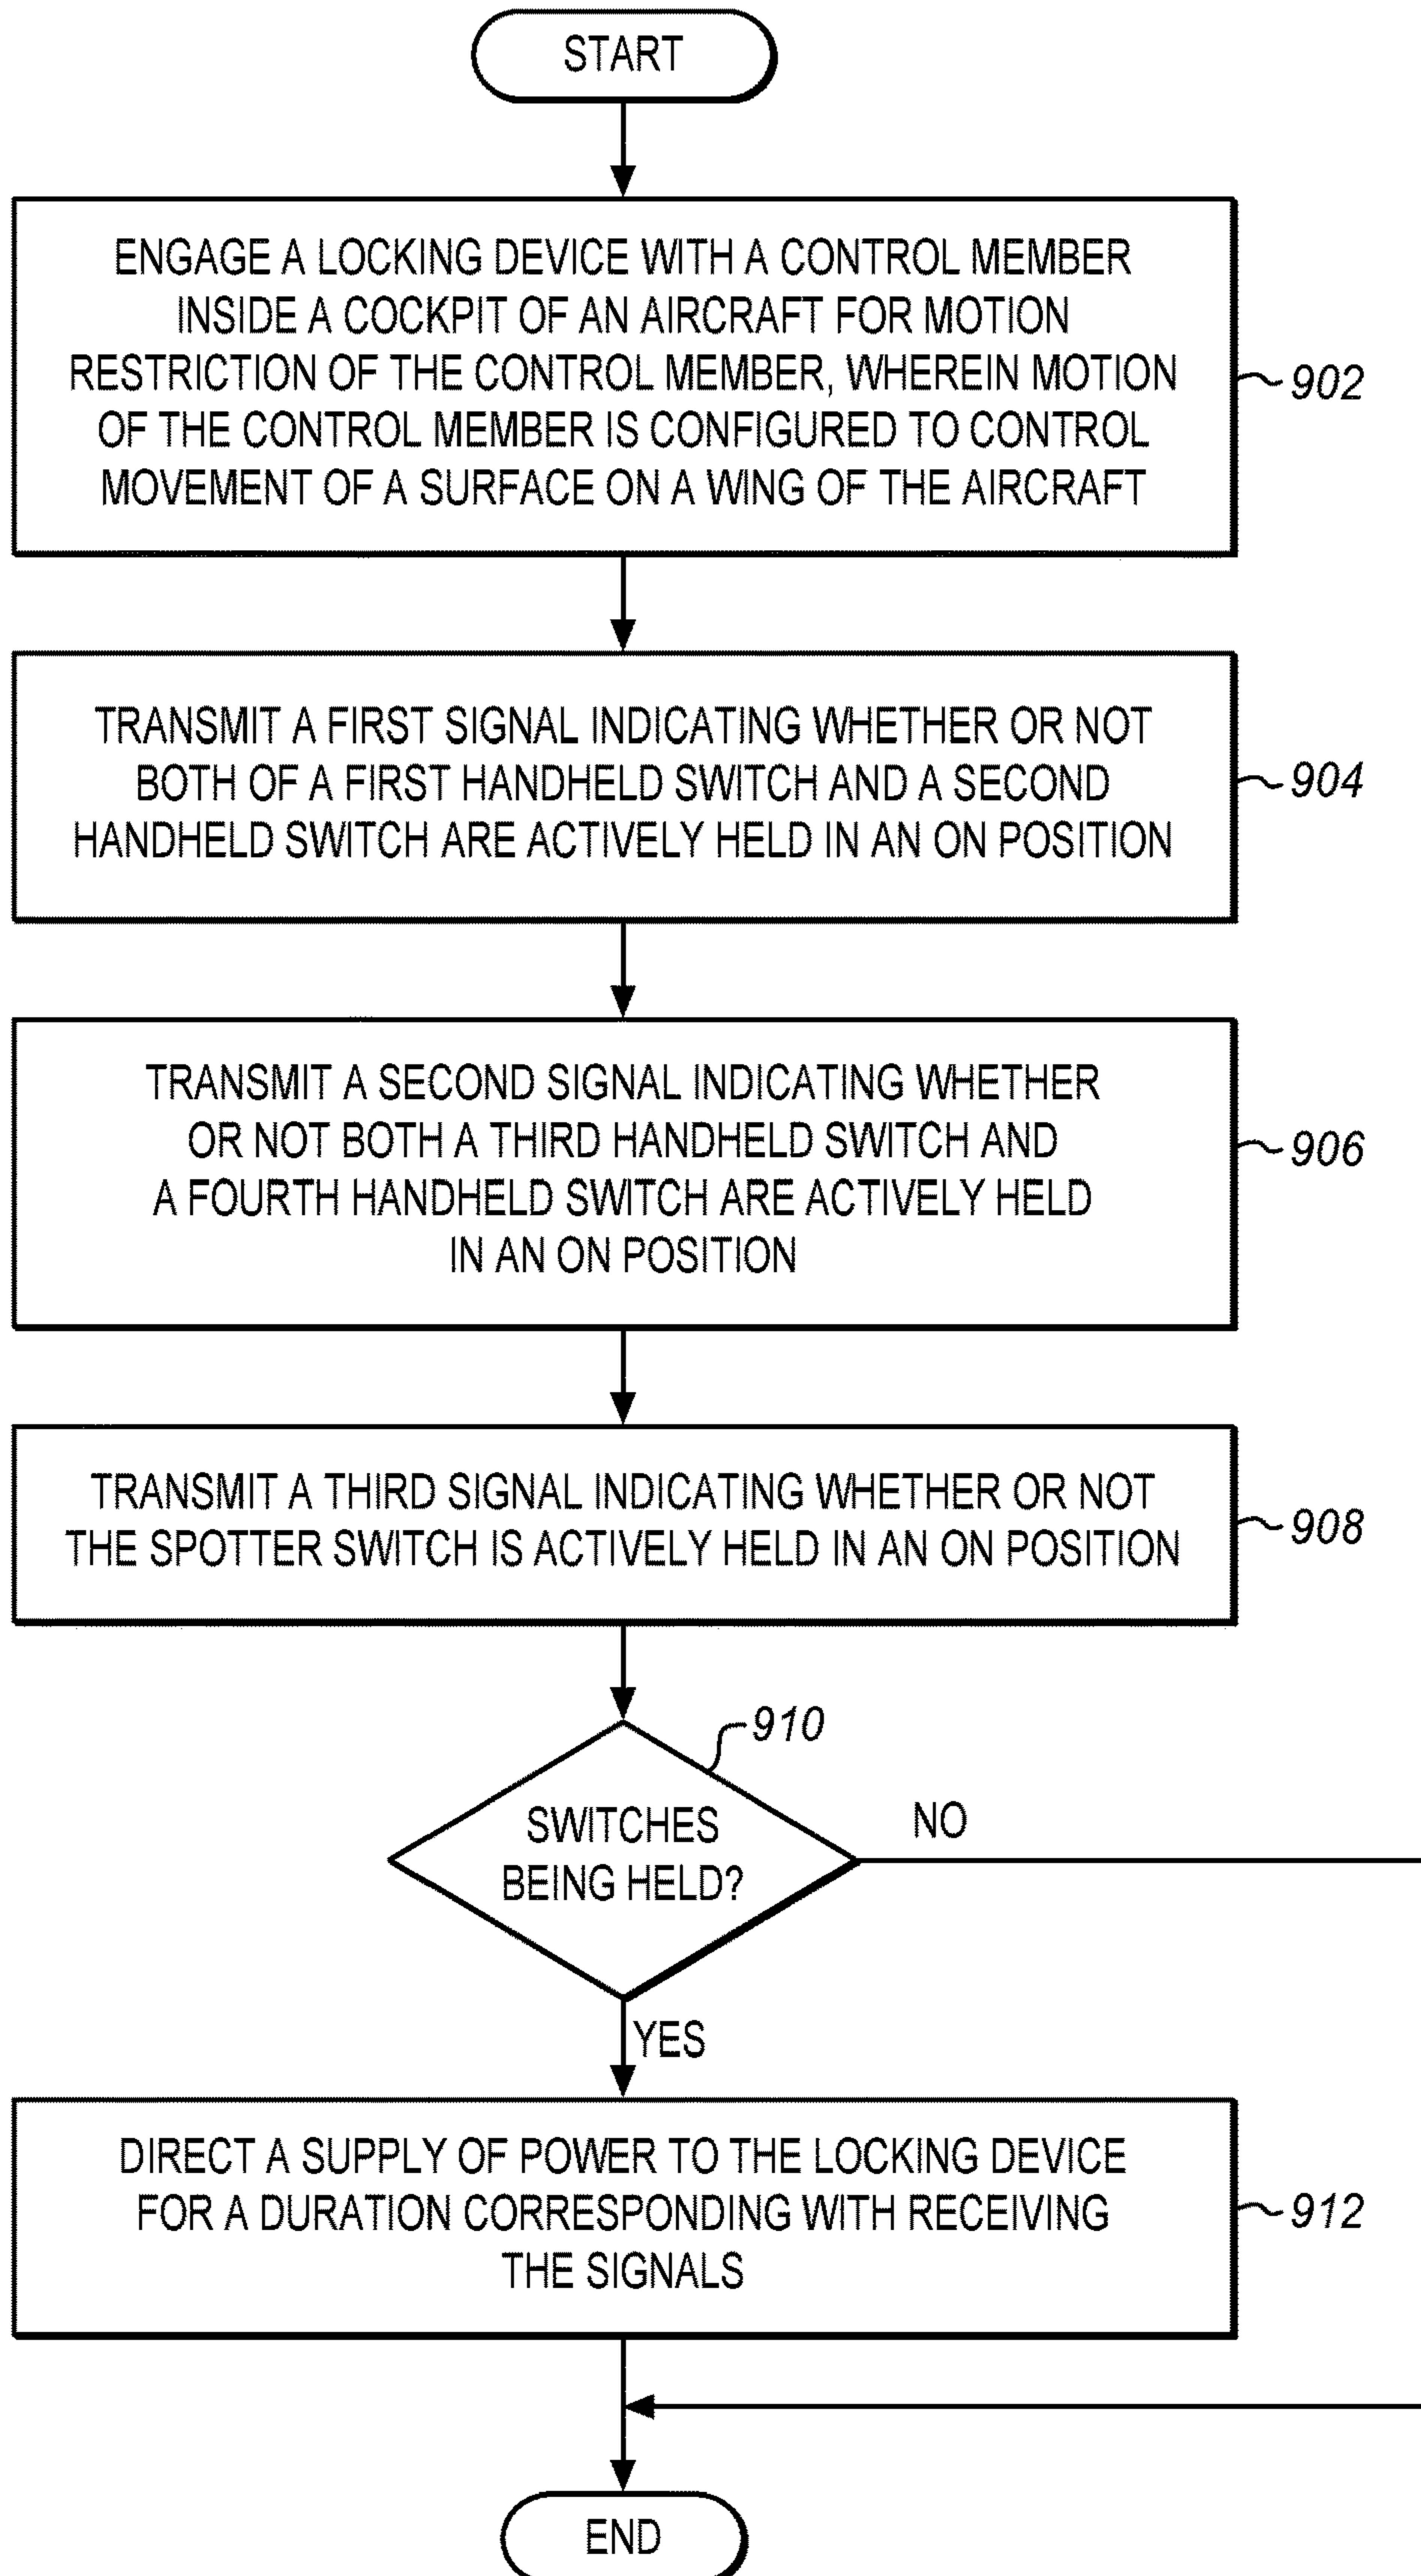 START
ENGAGE A LOCKING DEVICE WITH A CONTROL MEMBER
INSIDE A COCKPIT OF AN AIRCRAFT FOR MOTION
RESTRICTION OF THE CONTROL MEMBER, WHEREIN MOTION
OF THE CONTROL MEMBER IS CONFIGURED TO CONTROL
MOVEMENT OF A SURFACE ON A WING OF THE AIRCRAFT
902
TRANSMIT A FIRST SIGNAL INDICATING WHETHER OR NOT
BOTH OF A FIRST HANDHELD SWITCH AND A SECOND
HANDHELD SWITCH ARE ACTIVELY HELD IN AN ON POSITION
904
TRANSMIT A SECOND SIGNAL INDICATING WHETHER
OR NOT BOTH A THIRD HANDHELD SWITCH AND
A FOURTH HANDHELD SWITCH ARE ACTIVELY HELD
IN AN ON POSITION
906
TRANSMIT A THIRD SIGNAL INDICATING WHETHER OR NOT
THE SPOTTER SWITCH IS ACTIVELY HELD IN AN ON POSITION
908
910
SWITCHES
BEING HELD?
NO
YES
DIRECT A SUPPLY OF POWER TO THE LOCKING DEVICE
FOR A DURATION CORRESPONDING WITH RECEIVING
THE SIGNALS
912
END